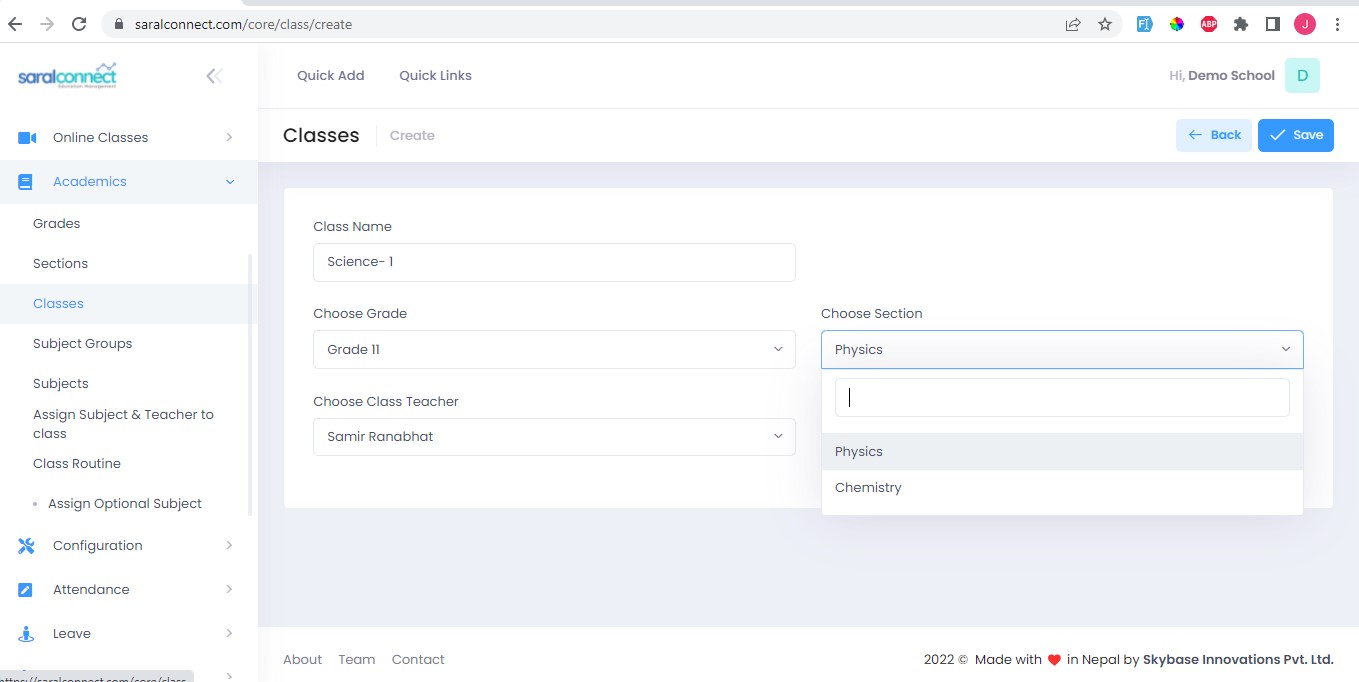 saralconnect.com/core/class/create
ABP
J
saralconnect
Education Management
Quick Add
Quick Links
Hi, Demo School
D
Online Classes
Academics
Grades
Sections
Classes
Subject Groups
Subjects
Assign Subject & Teacher to
class
Class Routine
Assign Optional Subject
Configuration
Attendance
Leave
Classes
Create
Back
Save
Class Name
Science- 1
Choose Grade
Grade 11
Choose Section
Physics
Physics
Chemistry
Choose Class Teacher
Samir Ranabhat
About
Team
Contact
2022 © Made with ❤ in Nepal by Skybase Innovations Pvt. Ltd.
https://saralconnect.com/core/class